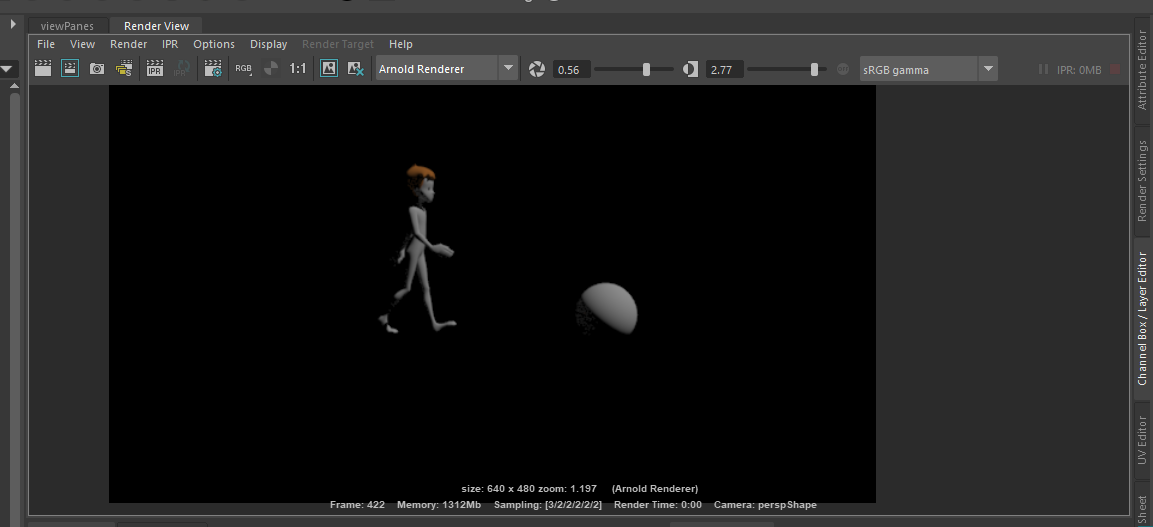 viewPanes Render View
File View Render IPR Options Display Render Target Help
IPR IPR RGB 1:1 Arnold Renderer 0.56 2.77 sRGB gamma IPR: 0MB
size: 640 x 480 zoom: 1.197 (Arnold Renderer)
Frame: 422 Memory: 1312Mb Sampling: [3/2/2/2/2/2] Render Time: 0:00 Camera: perspShape
Attribute Editor
Render Settings
Channel Box / Layer Editor
UV Editor
Sheet